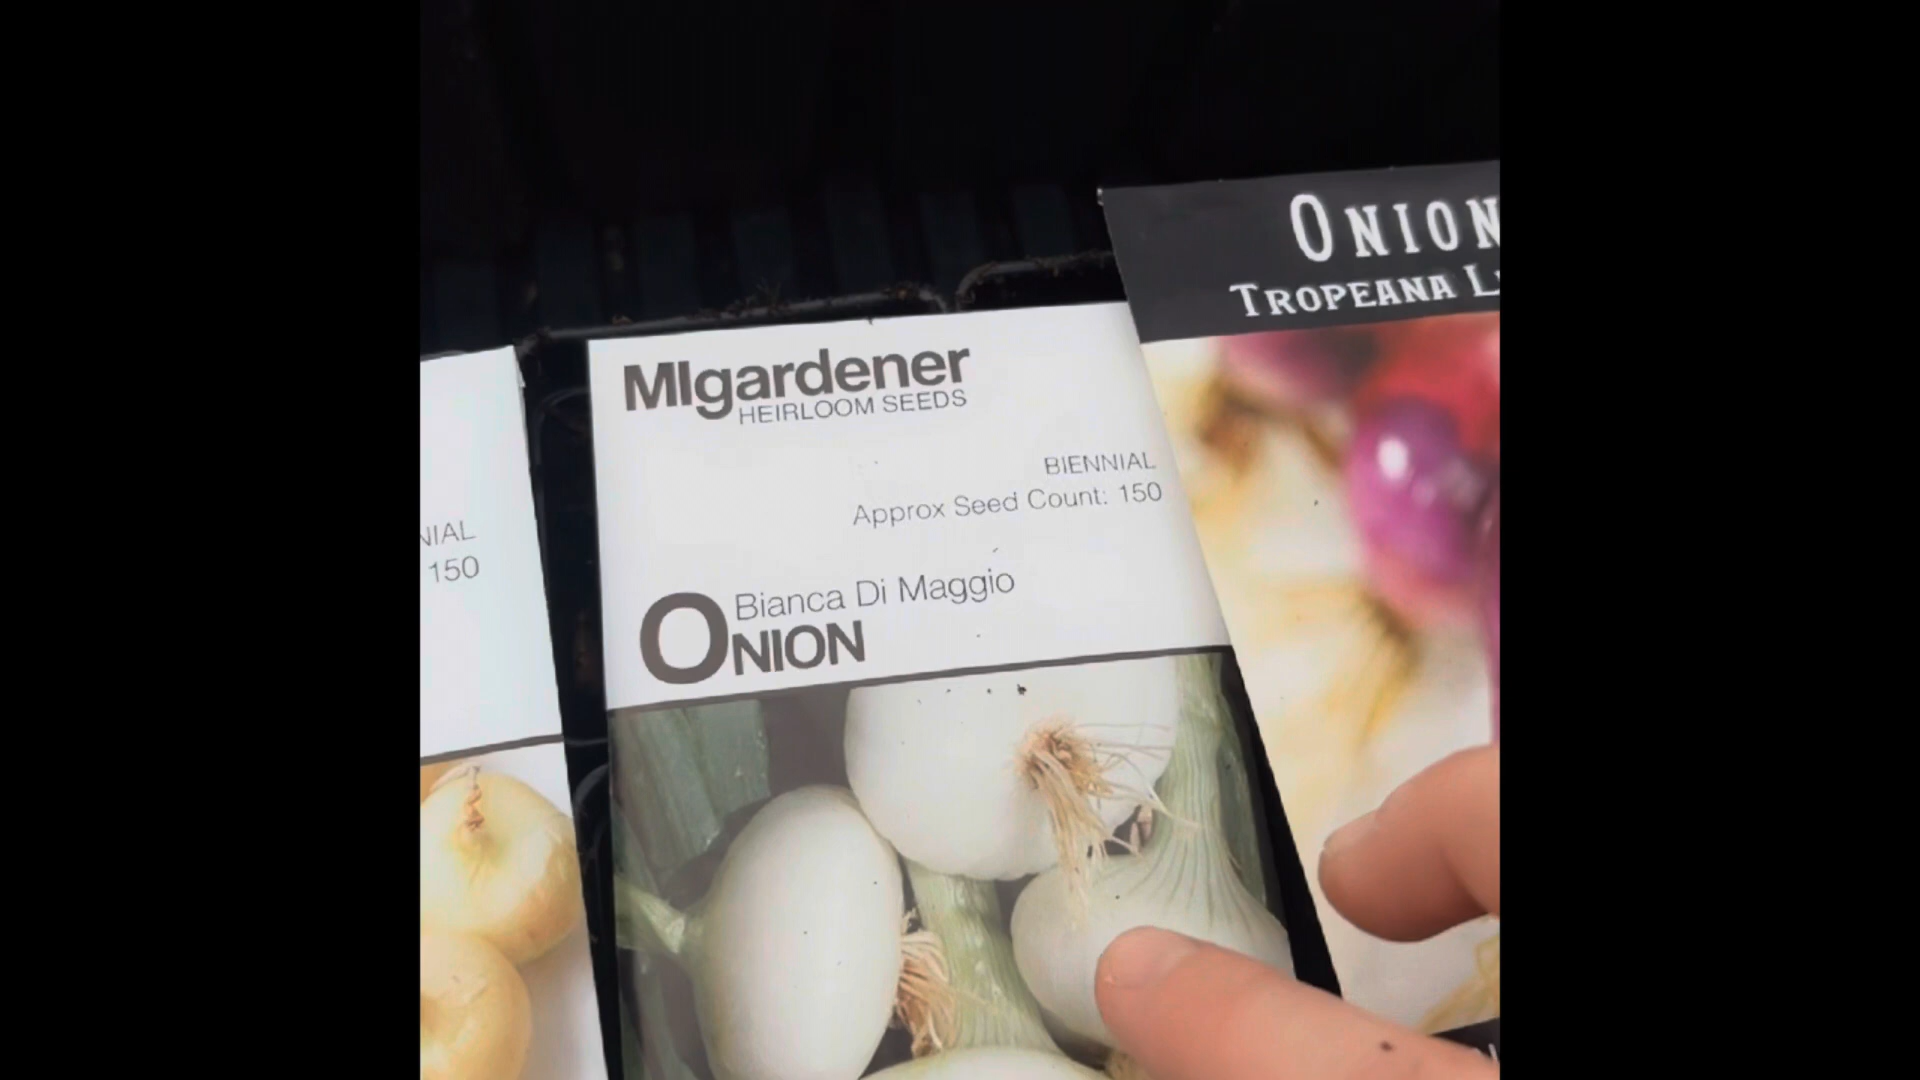 NIAL
150
MIgardener
HEIRLOOM SEEDS
BIENNIAL
Approx Seed Count: 150
Bianca Di Maggio
ONION
ONION
TROPEANA L